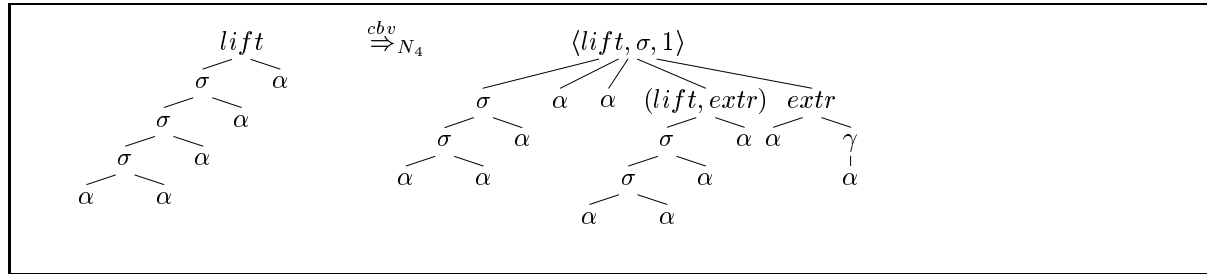 lift cbv ⇛N4 ⟨lift, σ, 1⟩
σ α
σ α α (lift, extr) extr
σ α
σ α σ α α γ
σ α
α α σ α α
α α
α α